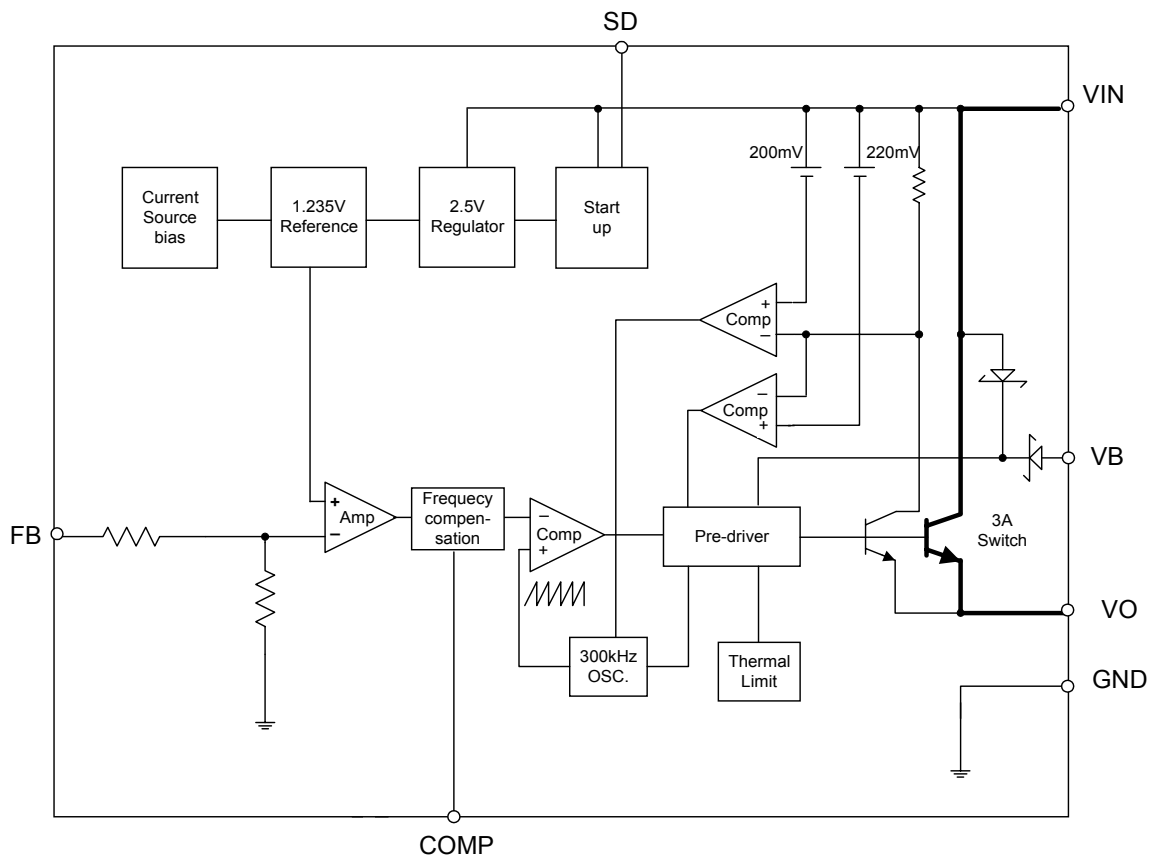 SD
VIN
200mV
220mV
Current
Source
bias
1.235V
Reference
2.5V
Regulator
Start
up
+
Comp
−
−
Comp
+
VB
FB
+
Amp
−
Frequecy
compen-
sation
−
Comp
+
Pre-driver
3A
Switch
VO
300kHz
OSC.
Thermal
Limit
GND
COMP